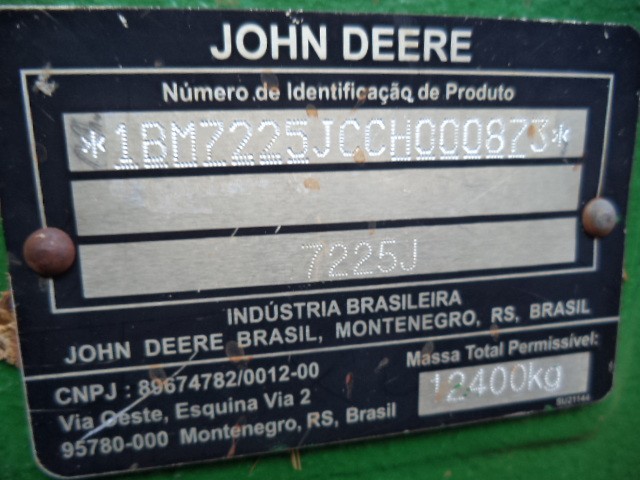 JOHN DEERE
Número de Identificação de Produto
*1BM7225JCCH000873*
7225J
INDÚSTRIA BRASILEIRA
JOHN DEERE BRASIL, MONTENEGRO, RS, BRASIL
CNPJ : 89674782/0012-00
Via Oeste, Esquina Via 2
95780-000 Montenegro, RS, Brasil
Massa Total Permissível:
12400kg